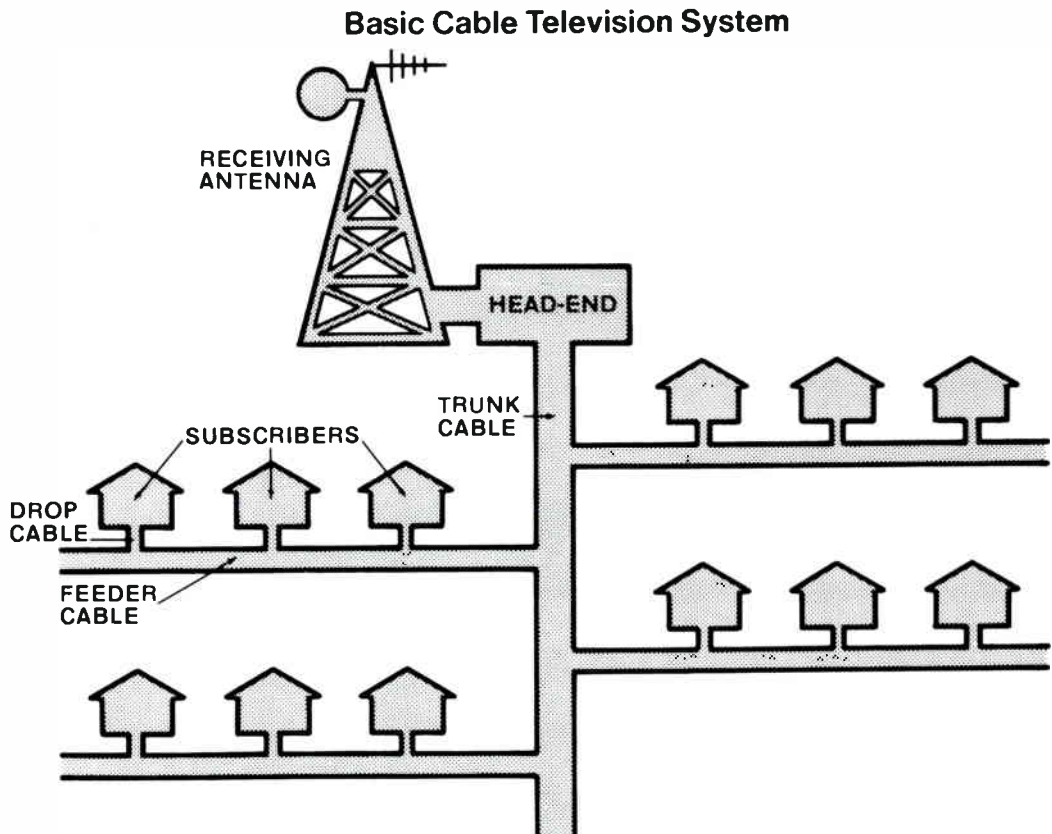 Basic Cable Television System
RECEIVING
ANTENNA
HEAD-END
TRUNK
CABLE
SUBSCRIBERS
DROP
CABLE
FEEDER
CABLE